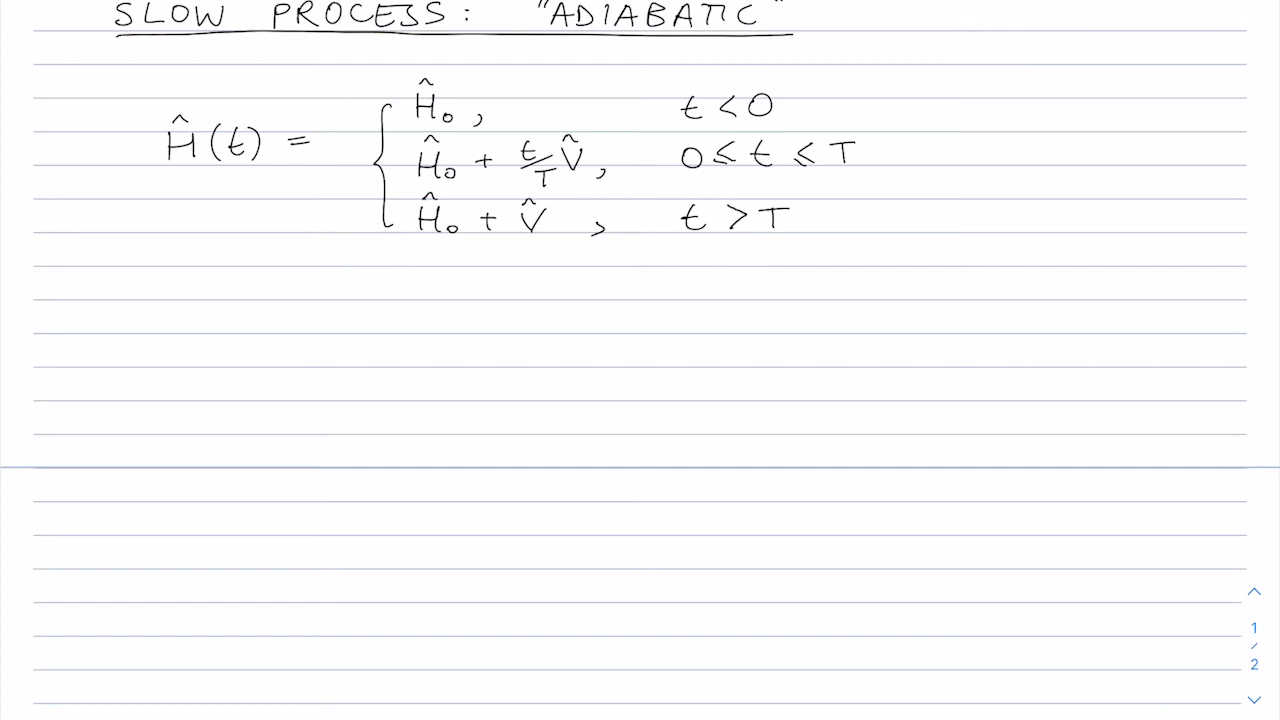 SLOW PROCESS: "ADIABATIC"
Ĥ(t) = { Ĥ₀, t < 0
Ĥ₀ + t/T V̂, 0 ≤ t ≤ T
Ĥ₀ + V̂, t > T
1
/
2